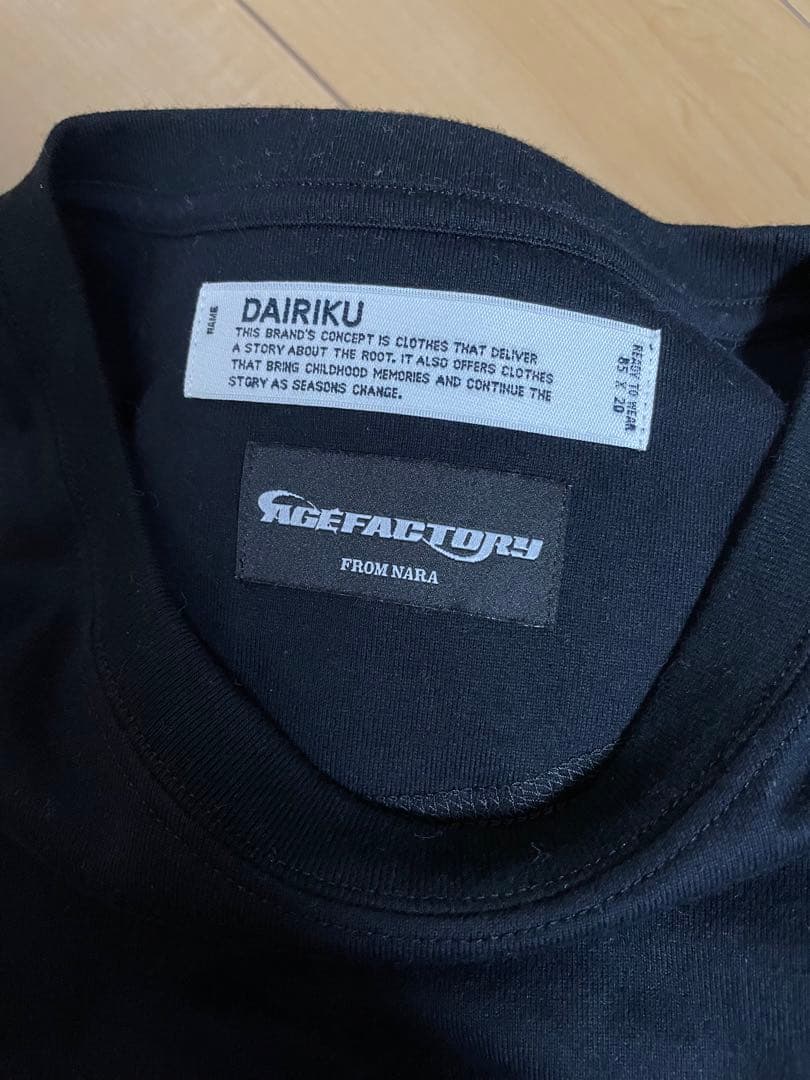 NAME
DAIRIKU
THIS BRAND'S CONCEPT IS CLOTHES THAT DELIVER
A STORY ABOUT THE ROOT. IT ALSO OFFERS CLOTHES
THAT BRING CHILDHOOD MEMORIES AND CONTINUE THE
STORY AS SEASONS CHANGE.
READY TO WEAR
85 X 20
AGEFACTORY
FROM NARA